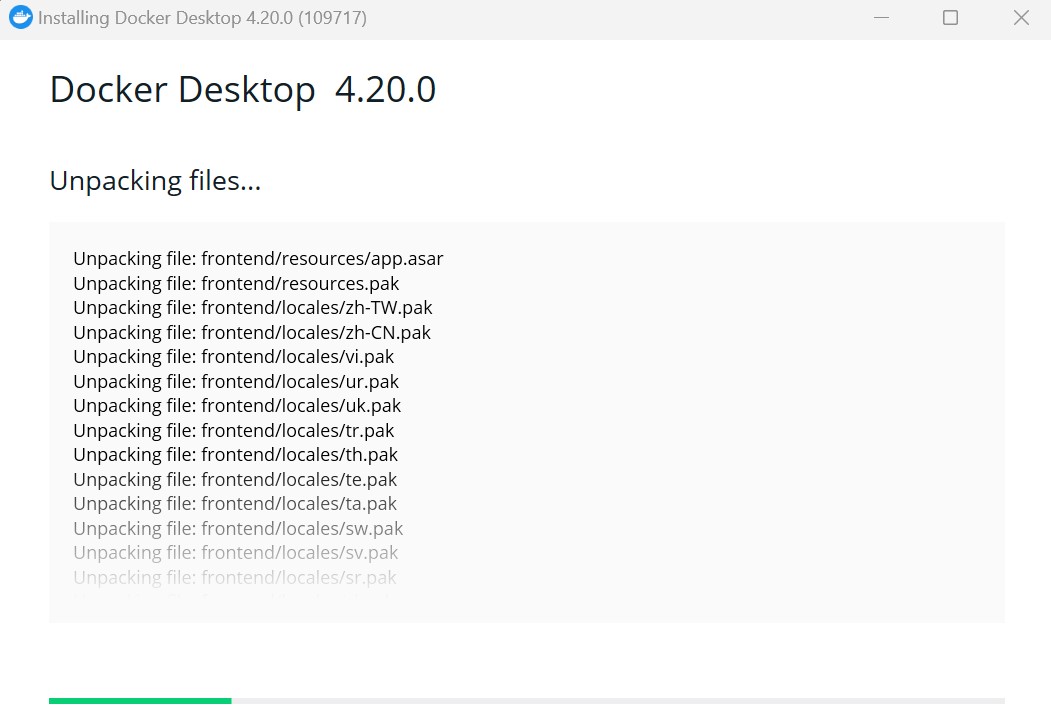 Installing Docker Desktop 4.20.0 (109717)
Docker Desktop 4.20.0
Unpacking files...
Unpacking file: frontend/resources/app.asar
Unpacking file: frontend/resources.pak
Unpacking file: frontend/locales/zh-TW.pak
Unpacking file: frontend/locales/zh-CN.pak
Unpacking file: frontend/locales/vi.pak
Unpacking file: frontend/locales/ur.pak
Unpacking file: frontend/locales/uk.pak
Unpacking file: frontend/locales/tr.pak
Unpacking file: frontend/locales/th.pak
Unpacking file: frontend/locales/te.pak
Unpacking file: frontend/locales/ta.pak
Unpacking file: frontend/locales/sw.pak
Unpacking file: frontend/locales/sv.pak
Unpacking file: frontend/locales/sr.pak